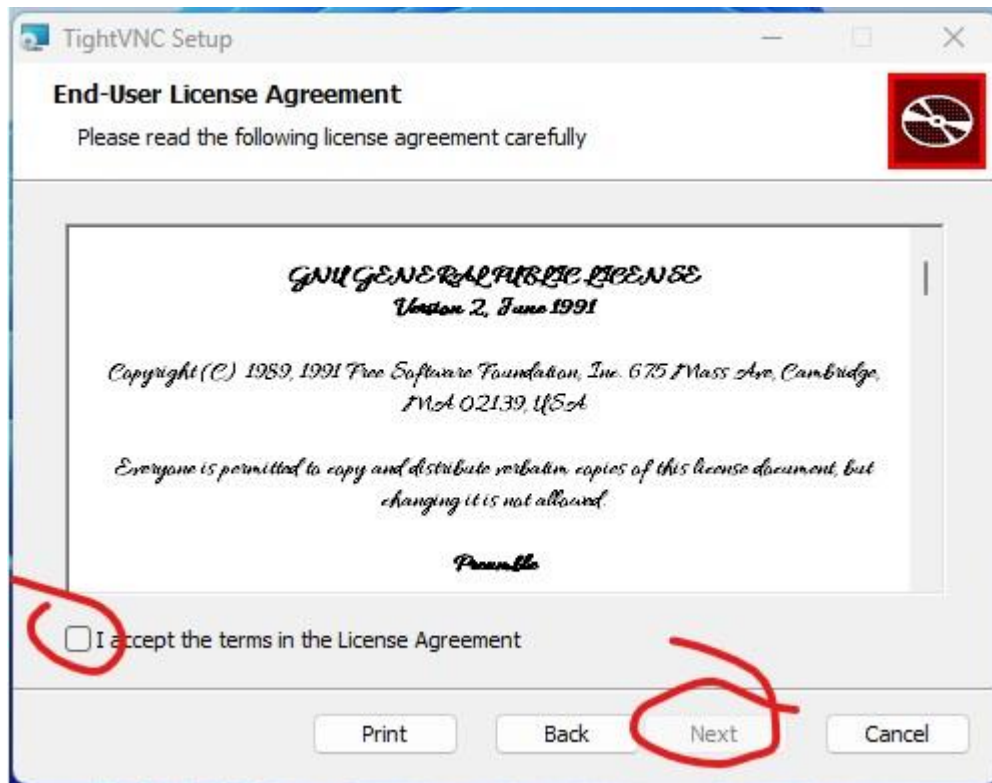 TightVNC Setup
End-User License Agreement
Please read the following license agreement carefully
GNU GENERAL PUBLIC LICENSE
Version 2, June 1991
Copyright (C) 1989, 1991 Free Software Foundation, Inc. 675 Mass Ave, Cambridge,
MA 02139, USA
Everyone is permitted to copy and distribute verbatim copies of this license document, but
changing it is not allowed.
Preamble
I accept the terms in the License Agreement
Print Back Next Cancel